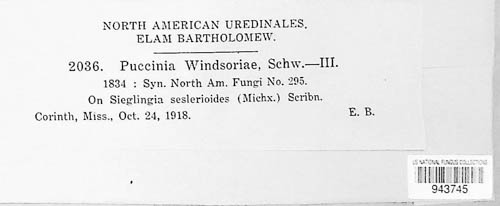 NORTH AMERICAN UREDINALES.
ELAM BARTHOLOMEW.
2036. Puccinia Windsoriae, Schw.—III.
1834 : Syn. North Am. Fungi No. 295.
On Sieglingia seslerioides (Michx.) Scribn.
Corinth, Miss., Oct. 24, 1918. E. B.
US NATIONAL FUNGUS COLLECTIONS
943745